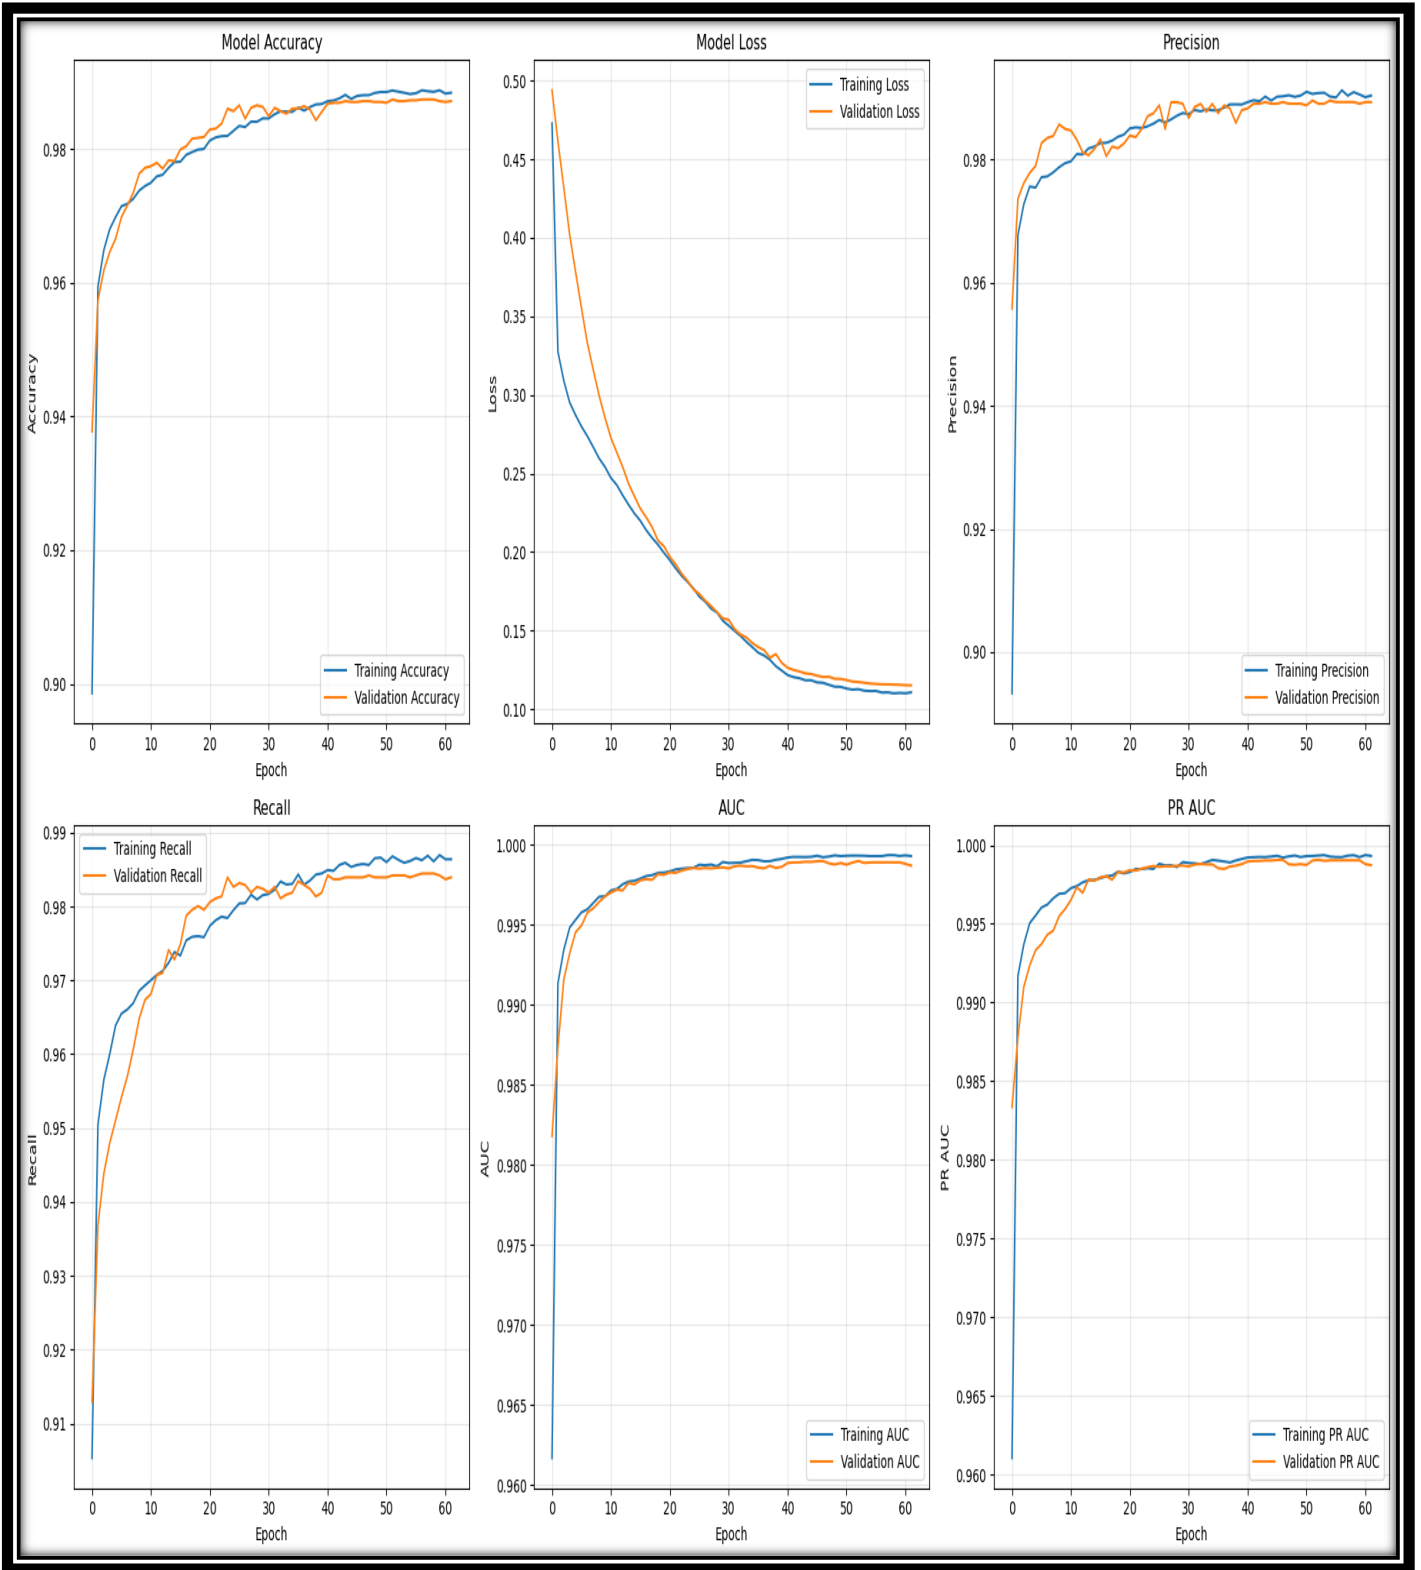 Model Accuracy
Accuracy
0.98
0.96
0.94
0.92
0.90
Training Accuracy
Validation Accuracy
0 10 20 30 40 50 60
Epoch
Model Loss
Loss
0.50
0.45
0.40
0.35
0.30
0.25
0.20
0.15
0.10
Training Loss
Validation Loss
0 10 20 30 40 50 60
Epoch
Precision
Precision
0.98
0.96
0.94
0.92
0.90
Training Precision
Validation Precision
0 10 20 30 40 50 60
Epoch
Recall
Recall
0.99
0.98
0.97
0.96
0.95
0.94
0.93
0.92
0.91
Training Recall
Validation Recall
0 10 20 30 40 50 60
Epoch
AUC
AUC
1.000
0.995
0.990
0.985
0.980
0.975
0.970
0.965
0.960
Training AUC
Validation AUC
0 10 20 30 40 50 60
Epoch
PR AUC
PR AUC
1.000
0.995
0.990
0.985
0.980
0.975
0.970
0.965
0.960
Training PR AUC
Validation PR AUC
0 10 20 30 40 50 60
Epoch